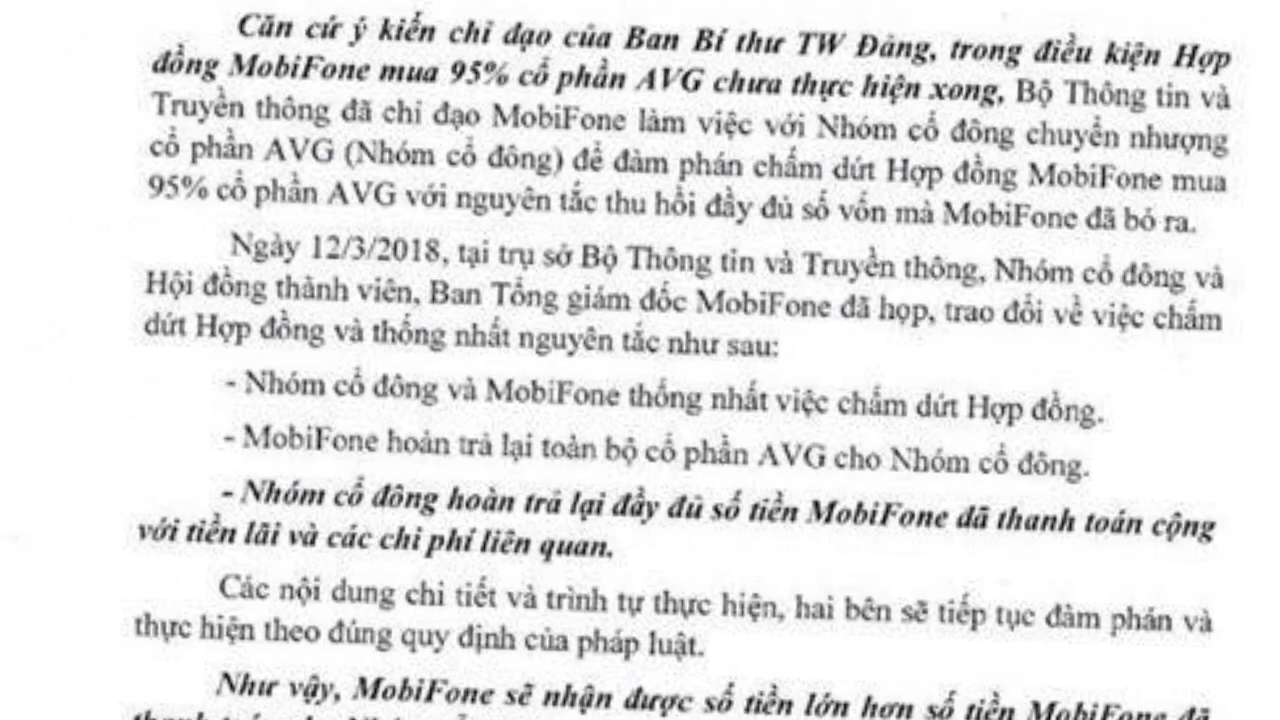 Căn cứ ý kiến chỉ đạo của Ban Bí thư TW Đảng, trong điều kiện Hợp
đồng MobiFone mua 95% cổ phần AVG chưa thực hiện xong, Bộ Thông tin và
Truyền thông đã chỉ đạo MobiFone làm việc với Nhóm cổ đông chuyển nhượng
cổ phần AVG (Nhóm cổ đông) để đàm phán chấm dứt Hợp đồng MobiFone mua
95% cổ phần AVG với nguyên tắc thu hồi đầy đủ số vốn mà MobiFone đã bỏ ra.
Ngày 12/3/2018, tại trụ sở Bộ Thông tin và Truyền thông, Nhóm cổ đông và
Hội đồng thành viên, Ban Tổng giám đốc MobiFone đã họp, trao đổi về việc chấm
dứt Hợp đồng và thống nhất nguyên tắc như sau:
- Nhóm cổ đông và MobiFone thống nhất việc chấm dứt Hợp đồng.
- MobiFone hoàn trả lại toàn bộ cổ phần AVG cho Nhóm cổ đông.
- Nhóm cổ đông hoàn trả lại đầy đủ số tiền MobiFone đã thanh toán cộng
với tiền lãi và các chi phí liên quan.
Các nội dung chi tiết và trình tự thực hiện, hai bên sẽ tiếp tục đàm phán và
thực hiện theo đúng quy định của pháp luật.
Như vậy, MobiFone sẽ nhận được số tiền lớn hơn số tiền MobiFone đã